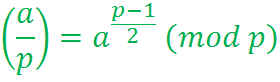 (a/p) = a^((p-1)/2) (mod p)